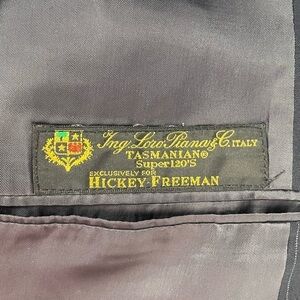 Ing. Loro Piana & C. ITALY
TASMANIAN®
Super 120'S
EXCLUSIVELY FOR
HICKEY-FREEMAN